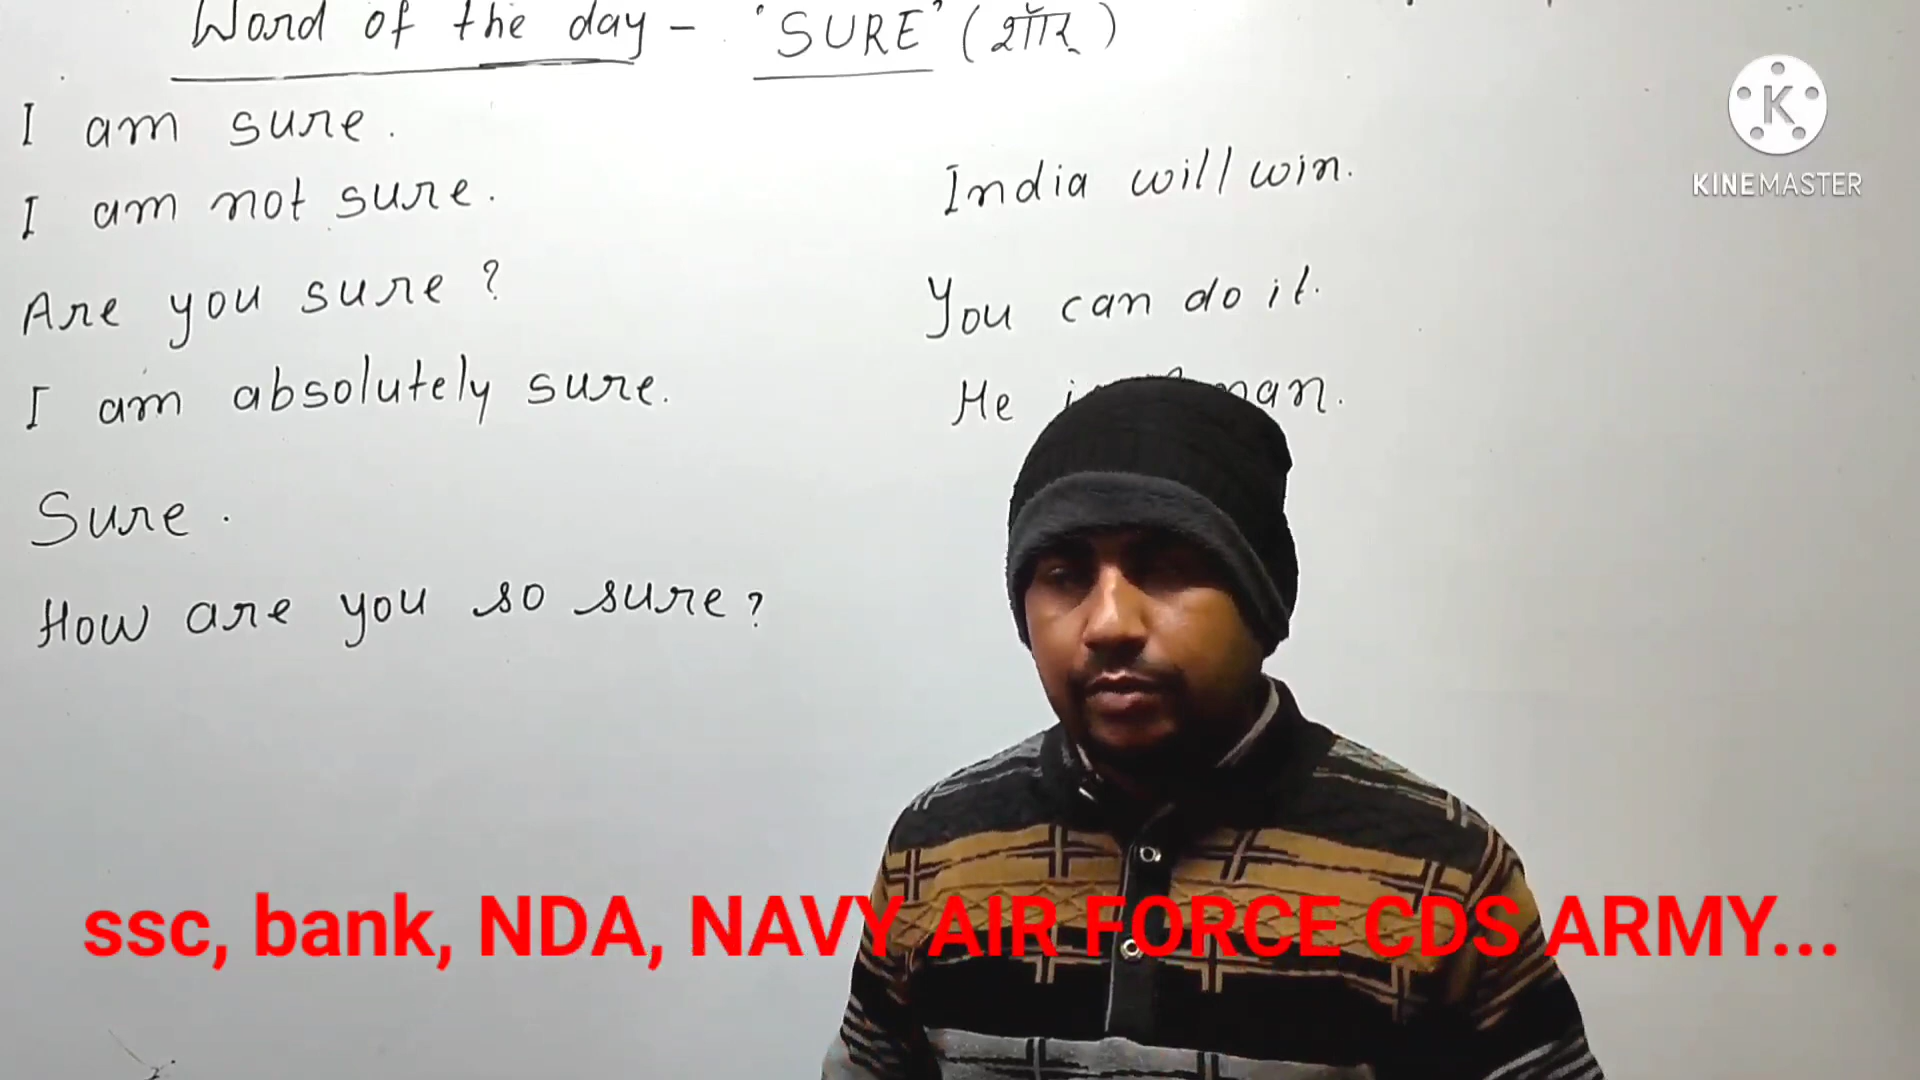 Word of the day - 'SURE' (शॉर)
I am sure.
I am not sure.
Are you sure?
I am absolutely sure.
Sure.
How are you so sure?
India will win.
You can do it.
He
KINEMASTER
ssc, bank, NDA, NAVY AIR FORCE CDS ARMY...